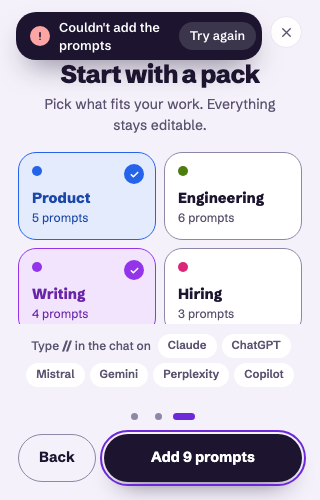 Couldn't add the
prompts
Try again
Start with a pack
Pick what fits your work. Everything
stays editable.
Product
5 prompts
Engineering
6 prompts
Writing
4 prompts
Hiring
3 prompts
Type // in the chat on Claude ChatGPT
Mistral Gemini Perplexity Copilot
Back
Add 9 prompts